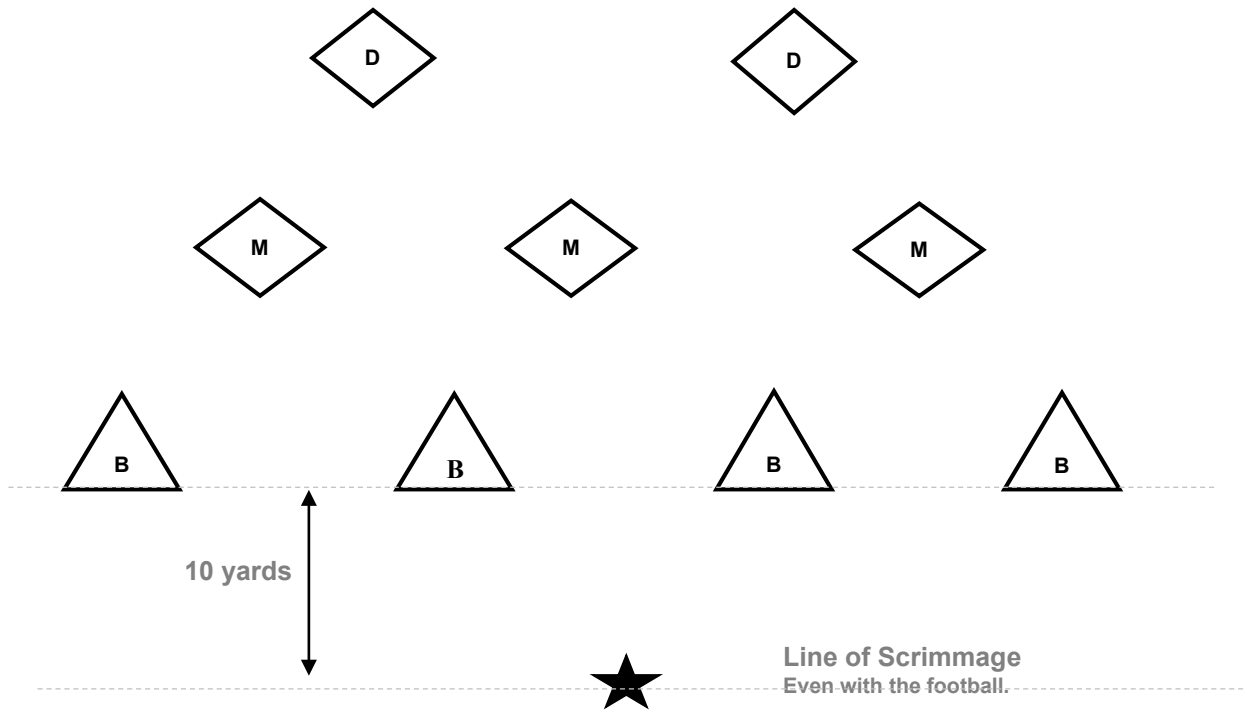 D D
M M M
B B B B
10 yards
Line of Scrimmage
Even with the football.